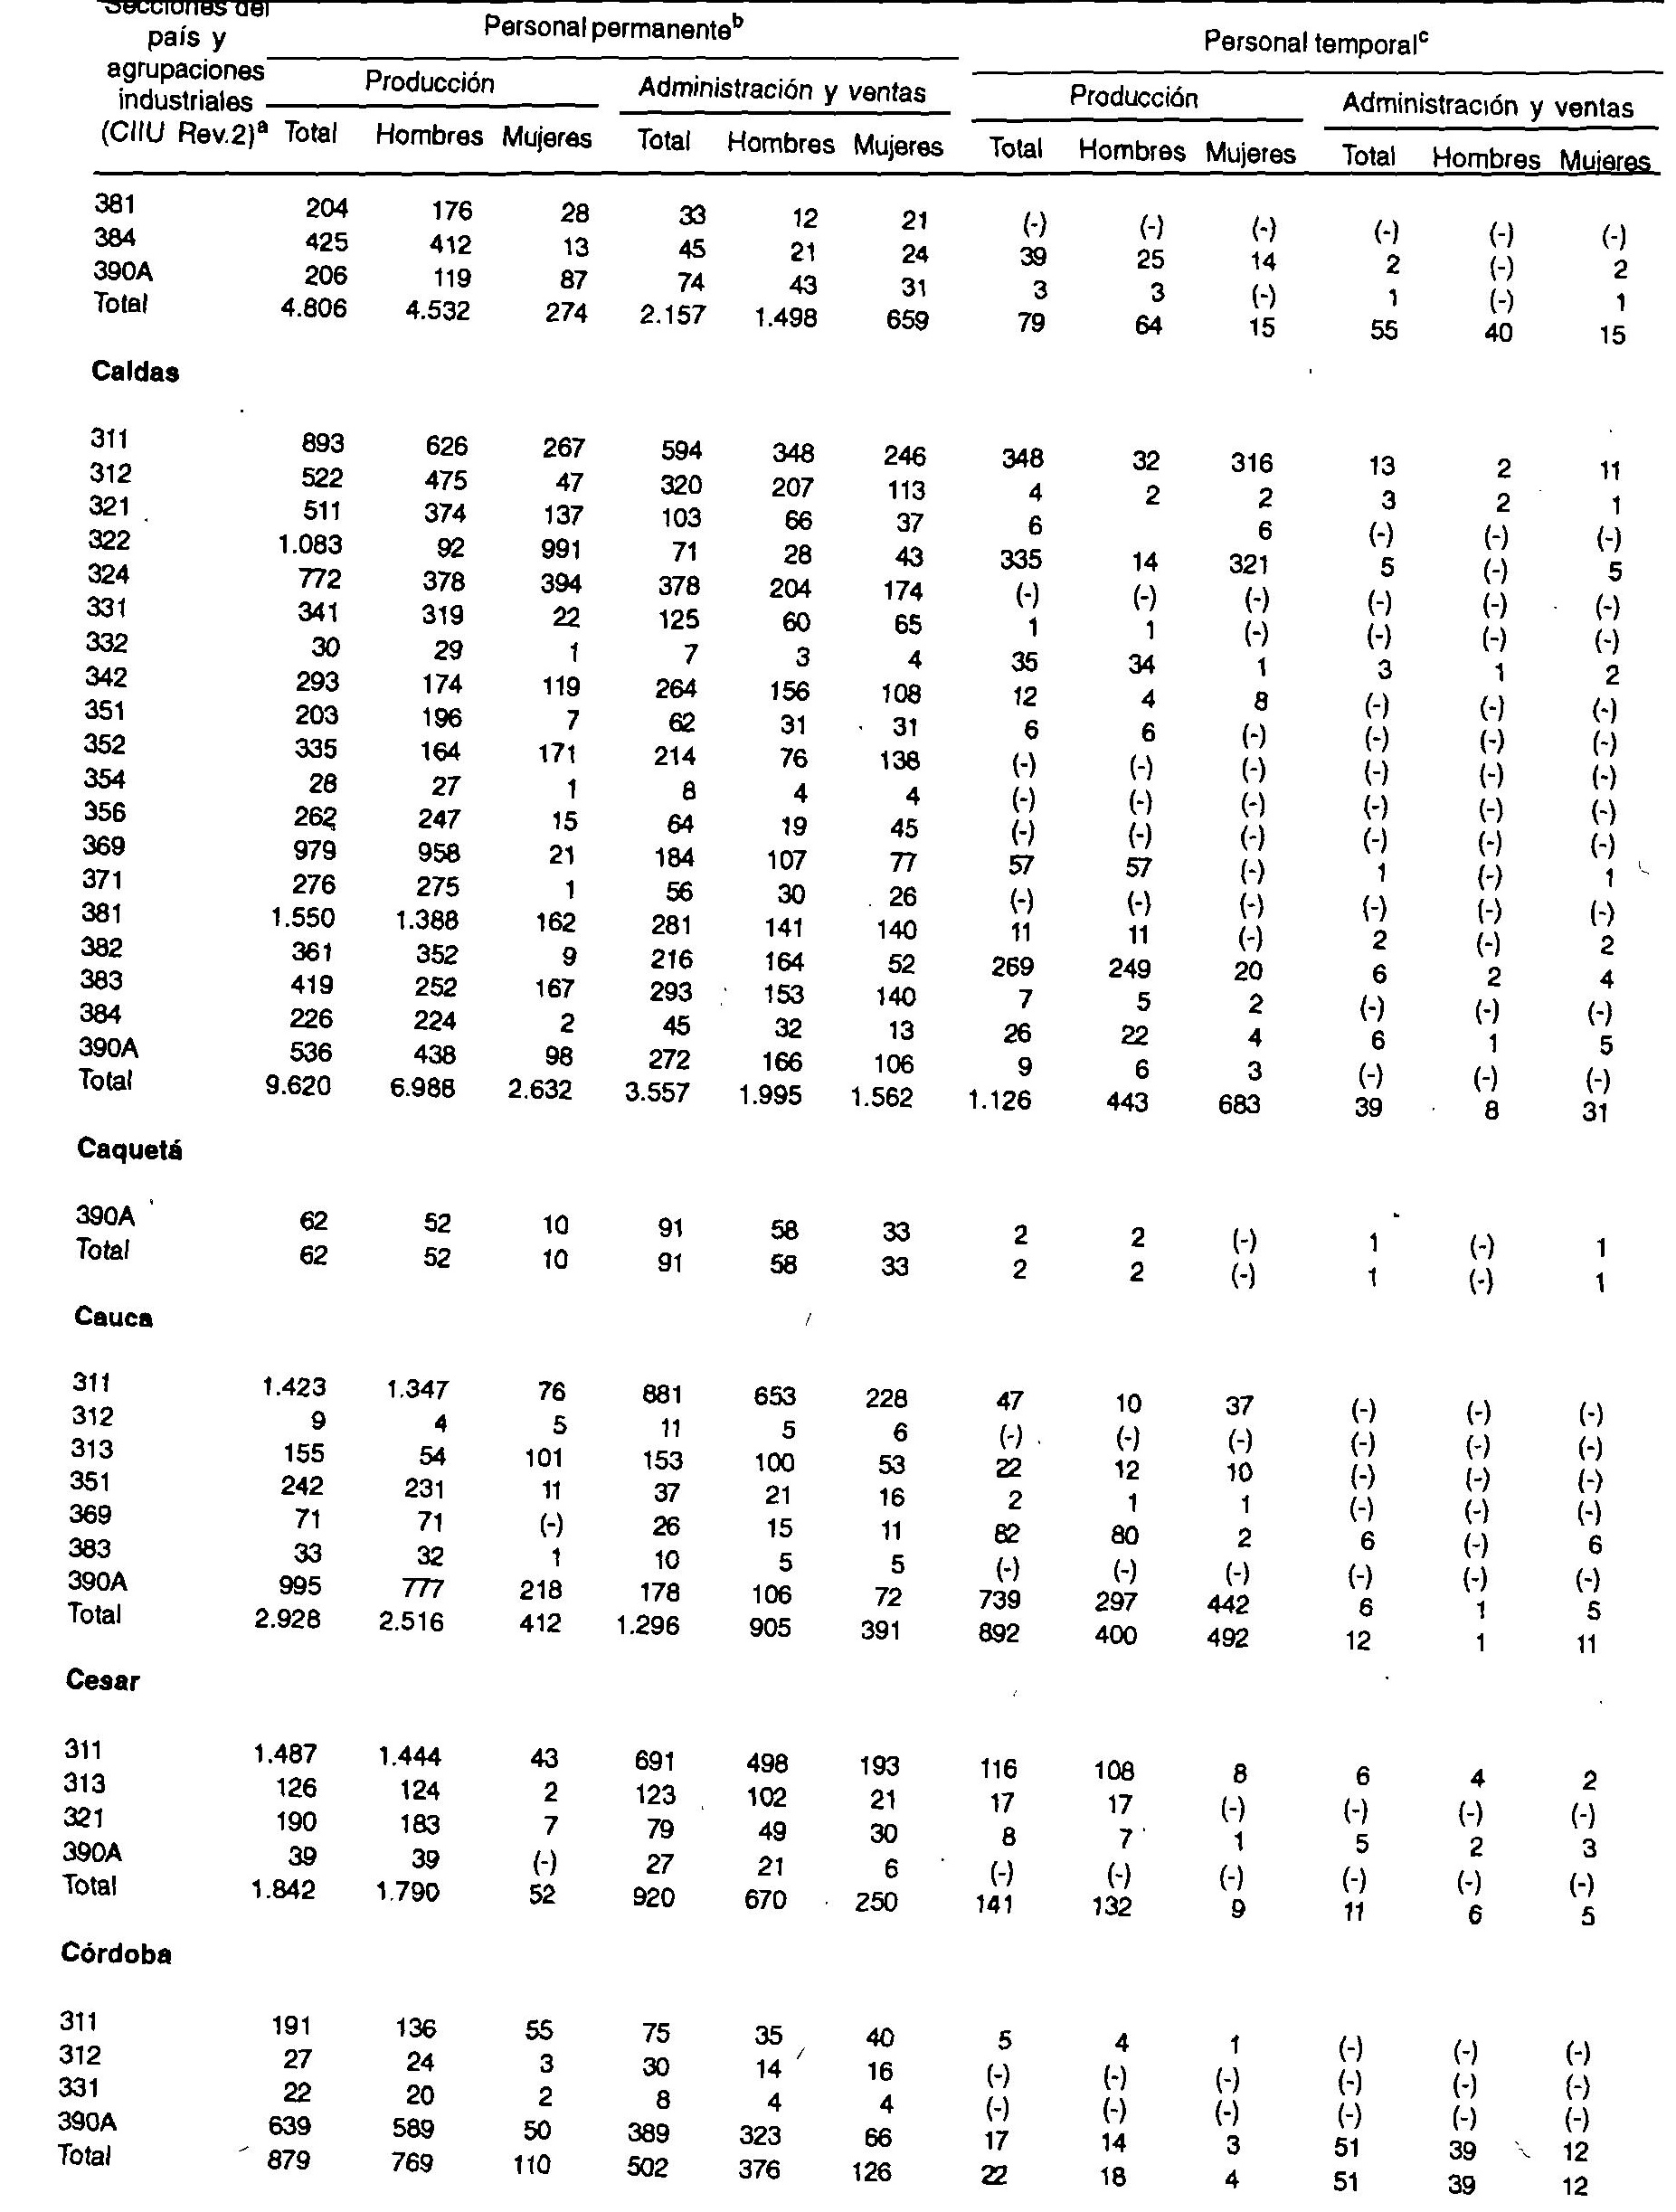 Secciones del país y agrupaciones industriales (CIIU Rev.2)a Personal permanenteb Personal temporalc
Producción Administración y ventas Producción Administración y ventas
Total Hombres Mujeres Total Hombres Mujeres Total Hombres Mujeres Total Hombres Mujeres
381 204 176 28 33 12 21 (-) (-) (-) (-) (-) (-)
384 425 412 13 45 21 24 39 25 14 2 (-) 2
390A 206 119 87 74 43 31 3 3 (-) 1 (-) 1
Total 4.806 4.532 274 2.157 1.498 659 79 64 15 55 40 15
Caldas
311 893 626 267 594 348 246 348 32 316 13 2 11
312 522 475 47 320 207 113 4 2 2 3 2 1
321 511 374 137 103 66 37 6 6 (-) (-) (-)
322 1.083 92 991 71 28 43 335 14 321 5 (-) 5
324 772 378 394 378 204 174 (-) (-) (-) (-) (-) (-)
331 341 319 22 125 60 65 1 1 (-) (-) (-) (-)
332 30 29 1 7 3 4 35 34 1 3 1 2
342 293 174 119 264 156 108 12 4 8 (-) (-) (-)
351 203 196 7 62 31 31 6 6 (-) (-) (-) (-)
352 335 164 171 214 76 138 (-) (-) (-) (-) (-) (-)
354 28 27 1 8 4 4 (-) (-) (-) (-) (-) (-)
356 262 247 15 64 19 45 (-) (-) (-) (-) (-) (-)
369 979 958 21 184 107 77 57 57 (-) 1 (-) 1
371 276 275 1 56 30 26 (-) (-) (-) (-) (-) (-)
381 1.550 1.388 162 281 141 140 11 11 (-) 2 (-) 2
382 361 352 9 216 164 52 269 249 20 6 2 4
383 419 252 167 293 153 140 7 5 2 (-) (-) (-)
384 226 224 2 45 32 13 26 22 4 6 1 5
390A 536 438 98 272 166 106 9 6 3 (-) (-) (-)
Total 9.620 6.988 2.632 3.557 1.995 1.562 1.126 443 683 39 8 31
Caquetá
390A 62 52 10 91 58 33 2 2 (-) 1 (-) 1
Total 62 52 10 91 58 33 2 2 (-) 1 (-) 1
Cauca
311 1.423 1.347 76 881 653 228 47 10 37 (-) (-) (-)
312 9 4 5 11 5 6 (-) (-) (-) (-) (-) (-)
313 155 54 101 153 100 53 22 12 10 (-) (-) (-)
351 242 231 11 37 21 16 2 1 1 (-) (-) (-)
369 71 71 (-) 26 15 11 82 80 2 6 (-) 6
383 33 32 1 10 5 5 (-) (-) (-) (-) (-) (-)
390A 995 777 218 178 106 72 739 297 442 6 1 5
Total 2.928 2.516 412 1.296 905 391 892 400 492 12 1 11
Cesar
311 1.487 1.444 43 691 498 193 116 108 8 6 4 2
313 126 124 2 123 102 21 17 17 (-) (-) (-) (-)
321 190 183 7 79 49 30 8 7 1 5 2 3
390A 39 39 (-) 27 21 6 (-) (-) (-) (-) (-) (-)
Total 1.842 1.790 52 920 670 250 141 132 9 11 6 5
Córdoba
311 191 136 55 75 35 40 5 4 1 (-) (-) (-)
312 27 24 3 30 14 16 (-) (-) (-) (-) (-) (-)
331 22 20 2 8 4 4 (-) (-) (-) (-) (-) (-)
390A 639 589 50 389 323 66 17 14 3 51 39 12
Total 879 769 110 502 376 126 22 18 4 51 39 12